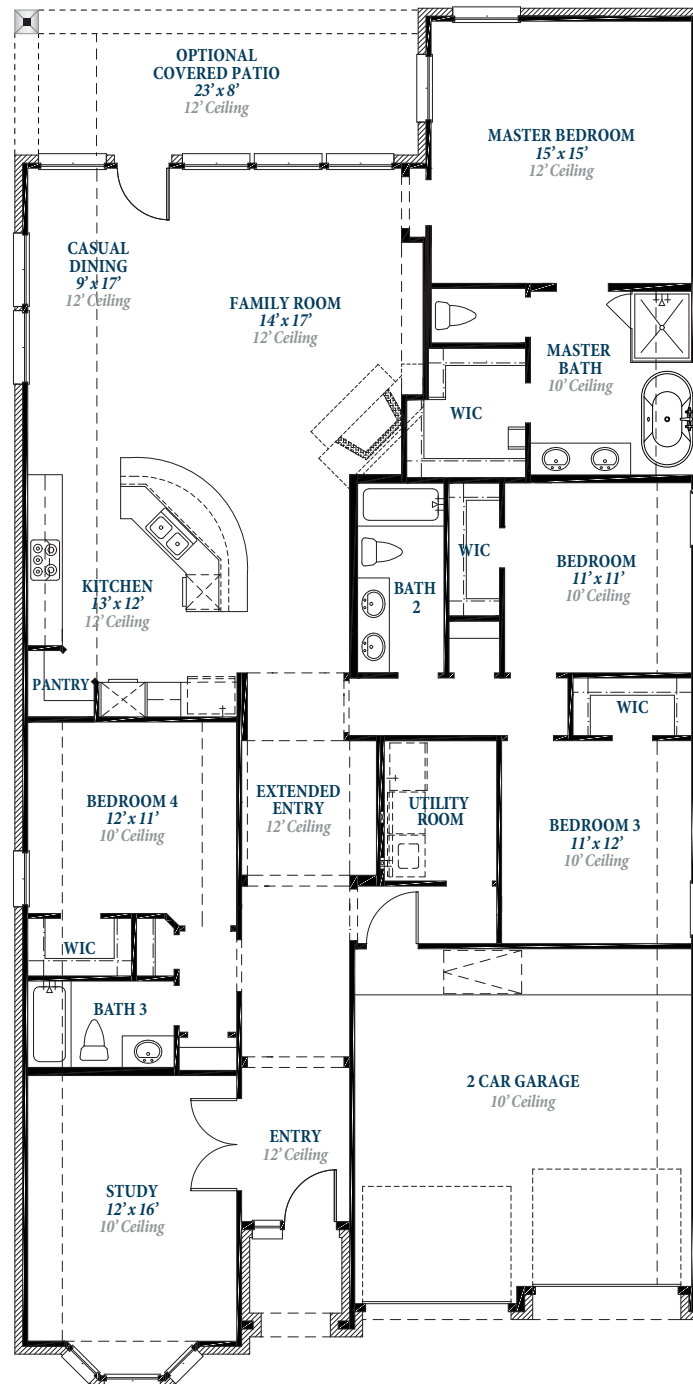 OPTIONAL
COVERED PATIO
23' x 8'
12' Ceiling
MASTER BEDROOM
15' x 15'
12' Ceiling
CASUAL
DINING
9' x 17'
12' Ceiling
FAMILY ROOM
14' x 17'
12' Ceiling
MASTER
BATH
10' Ceiling
WIC
KITCHEN
13' x 12'
12' Ceiling
BATH
2
WIC
BEDROOM
11' x 11'
10' Ceiling
PANTRY
WIC
BEDROOM 4
12' x 11'
10' Ceiling
EXTENDED
ENTRY
12' Ceiling
UTILITY
ROOM
BEDROOM 3
11' x 12'
10' Ceiling
WIC
BATH 3
2 CAR GARAGE
10' Ceiling
ENTRY
12' Ceiling
STUDY
12' x 16'
10' Ceiling